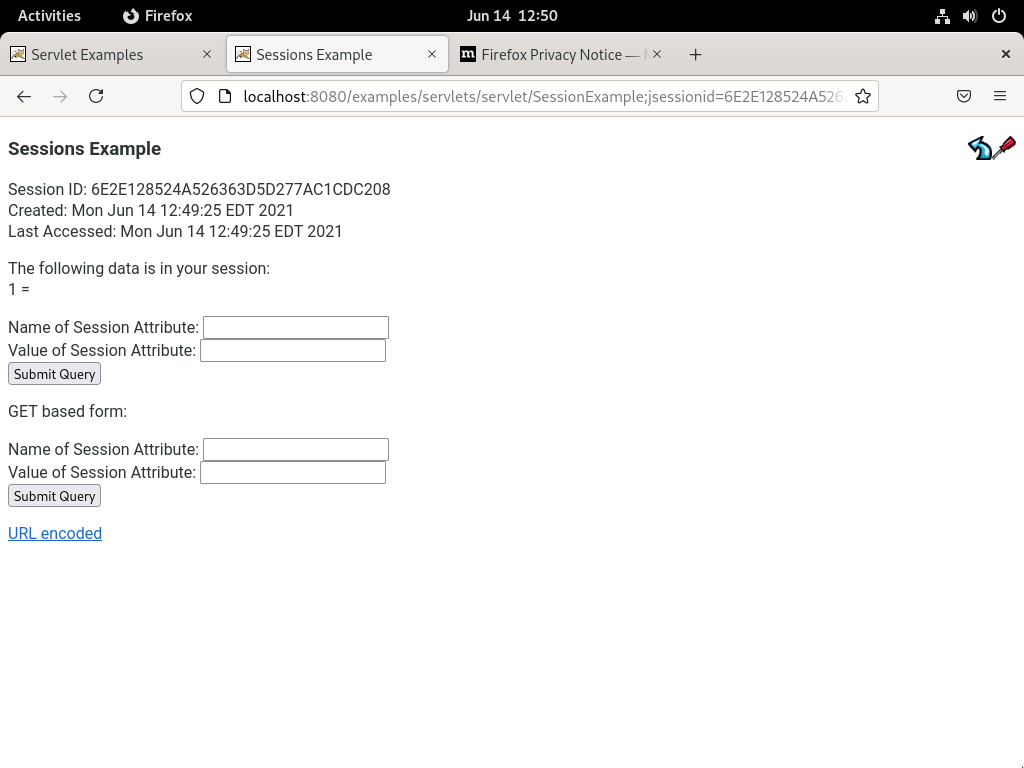 Activities Firefox Jun 14 12:50
Servlet Examples Sessions Example Firefox Privacy Notice —
localhost:8080/examples/servlets/servlet/SessionExample;jsessionid=6E2E128524A526
Sessions Example
Session ID: 6E2E128524A526363D5D277AC1CDC208
Created: Mon Jun 14 12:49:25 EDT 2021
Last Accessed: Mon Jun 14 12:49:25 EDT 2021
The following data is in your session:
1 =
Name of Session Attribute:
Value of Session Attribute:
Submit Query
GET based form:
Name of Session Attribute:
Value of Session Attribute:
Submit Query
URL encoded